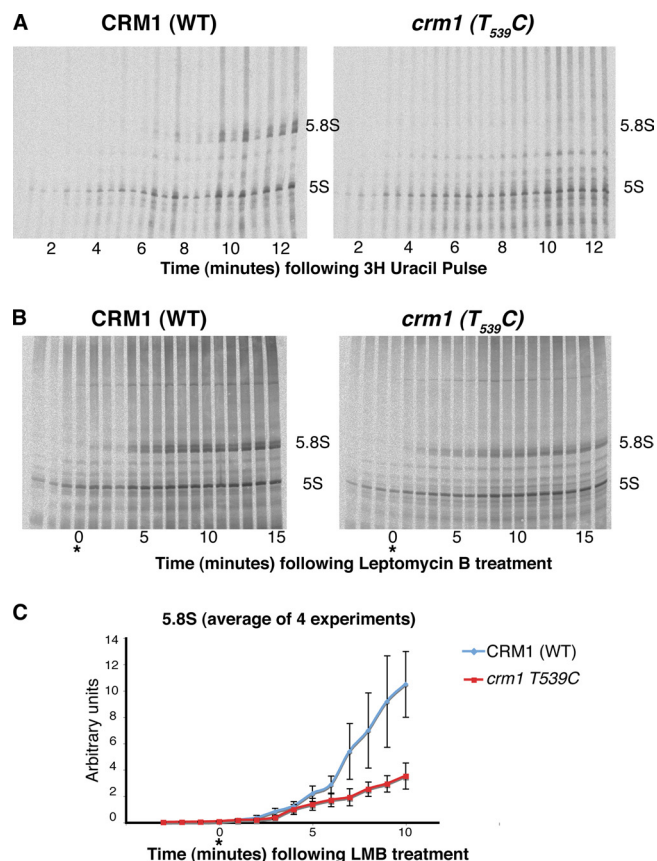 A
CRM1 (WT)
crm1 (T539C)
5.8S
5S
5.8S
5S
2 4 6 8 10 12
2 4 6 8 10 12
Time (minutes) following 3H Uracil Pulse
B
CRM1 (WT)
crm1 (T539C)
5.8S
5S
5.8S
5S
0 5 10 15
0 5 10 15
* *
Time (minutes) following Leptomycin B treatment
C
5.8S (average of 4 experiments)
14
12
10
8
6
4
2
0
Arbitrary units
CRM1 (WT)
crm1 T539C
0 5 10
*
Time (minutes) following LMB treatment